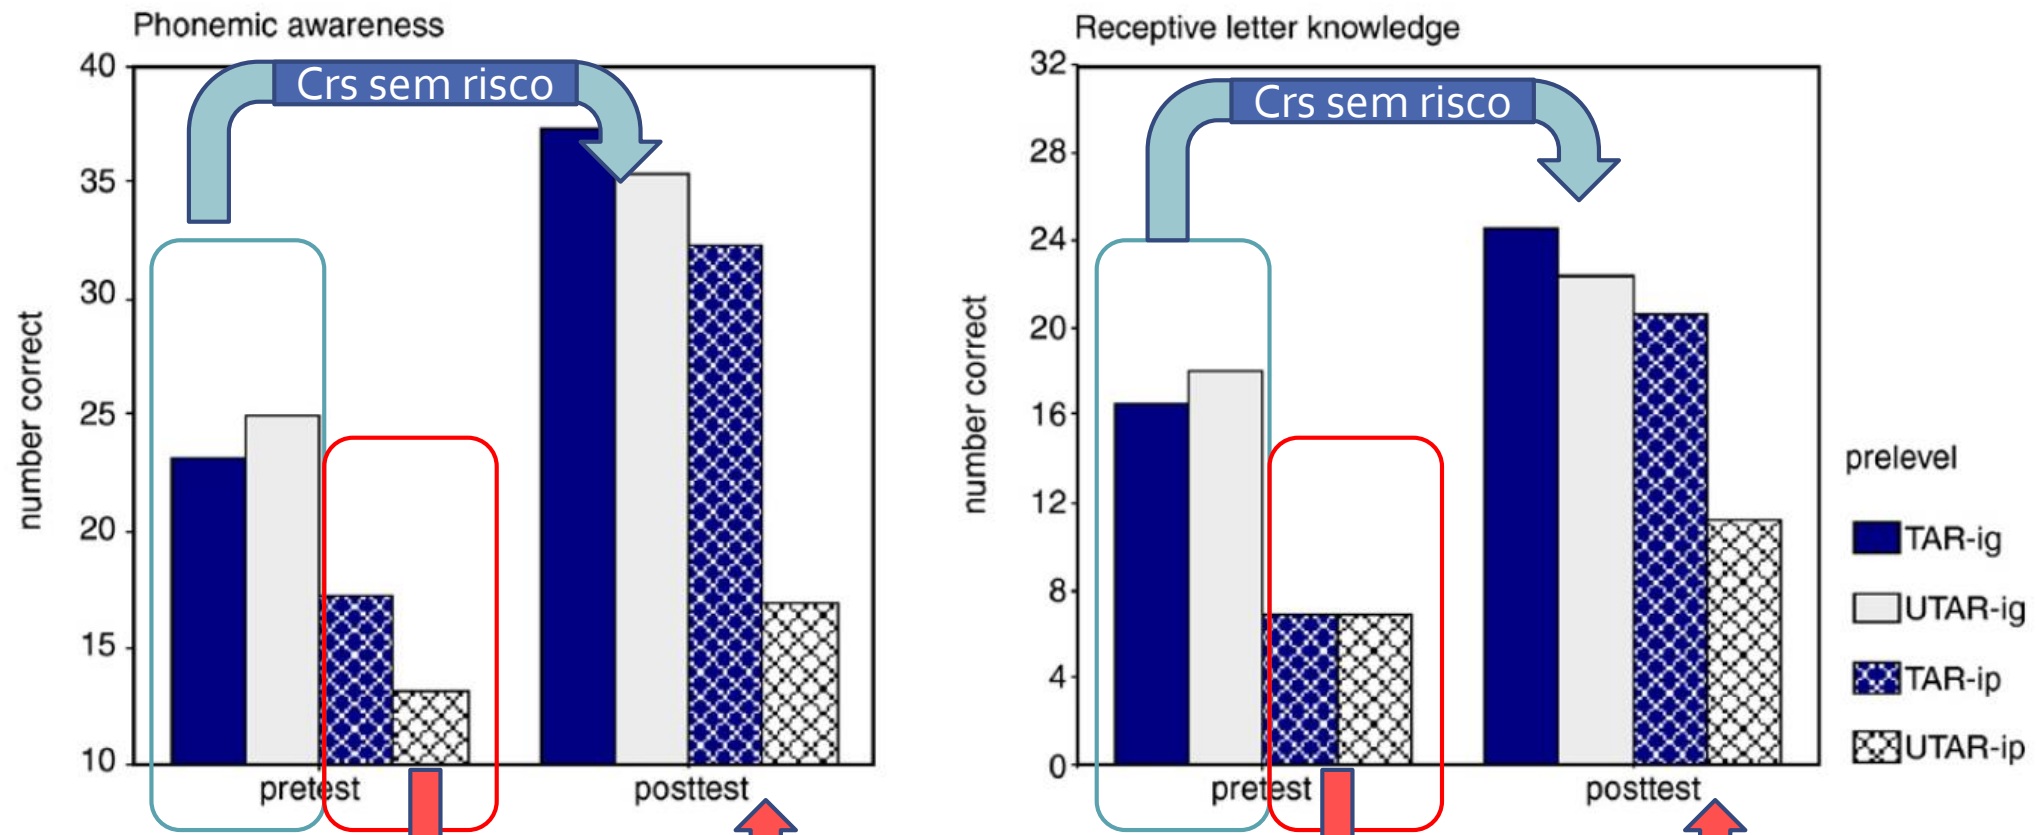 Phonemic awareness
40
35
30
25
20
15
10
number correct
Crs sem risco
pretest
posttest
Receptive letter knowledge
32
28
24
20
16
12
8
4
0
number correct
Crs sem risco
pretest
posttest
prelevel
TAR-ig
UTAR-ig
TAR-ip
UTAR-ip